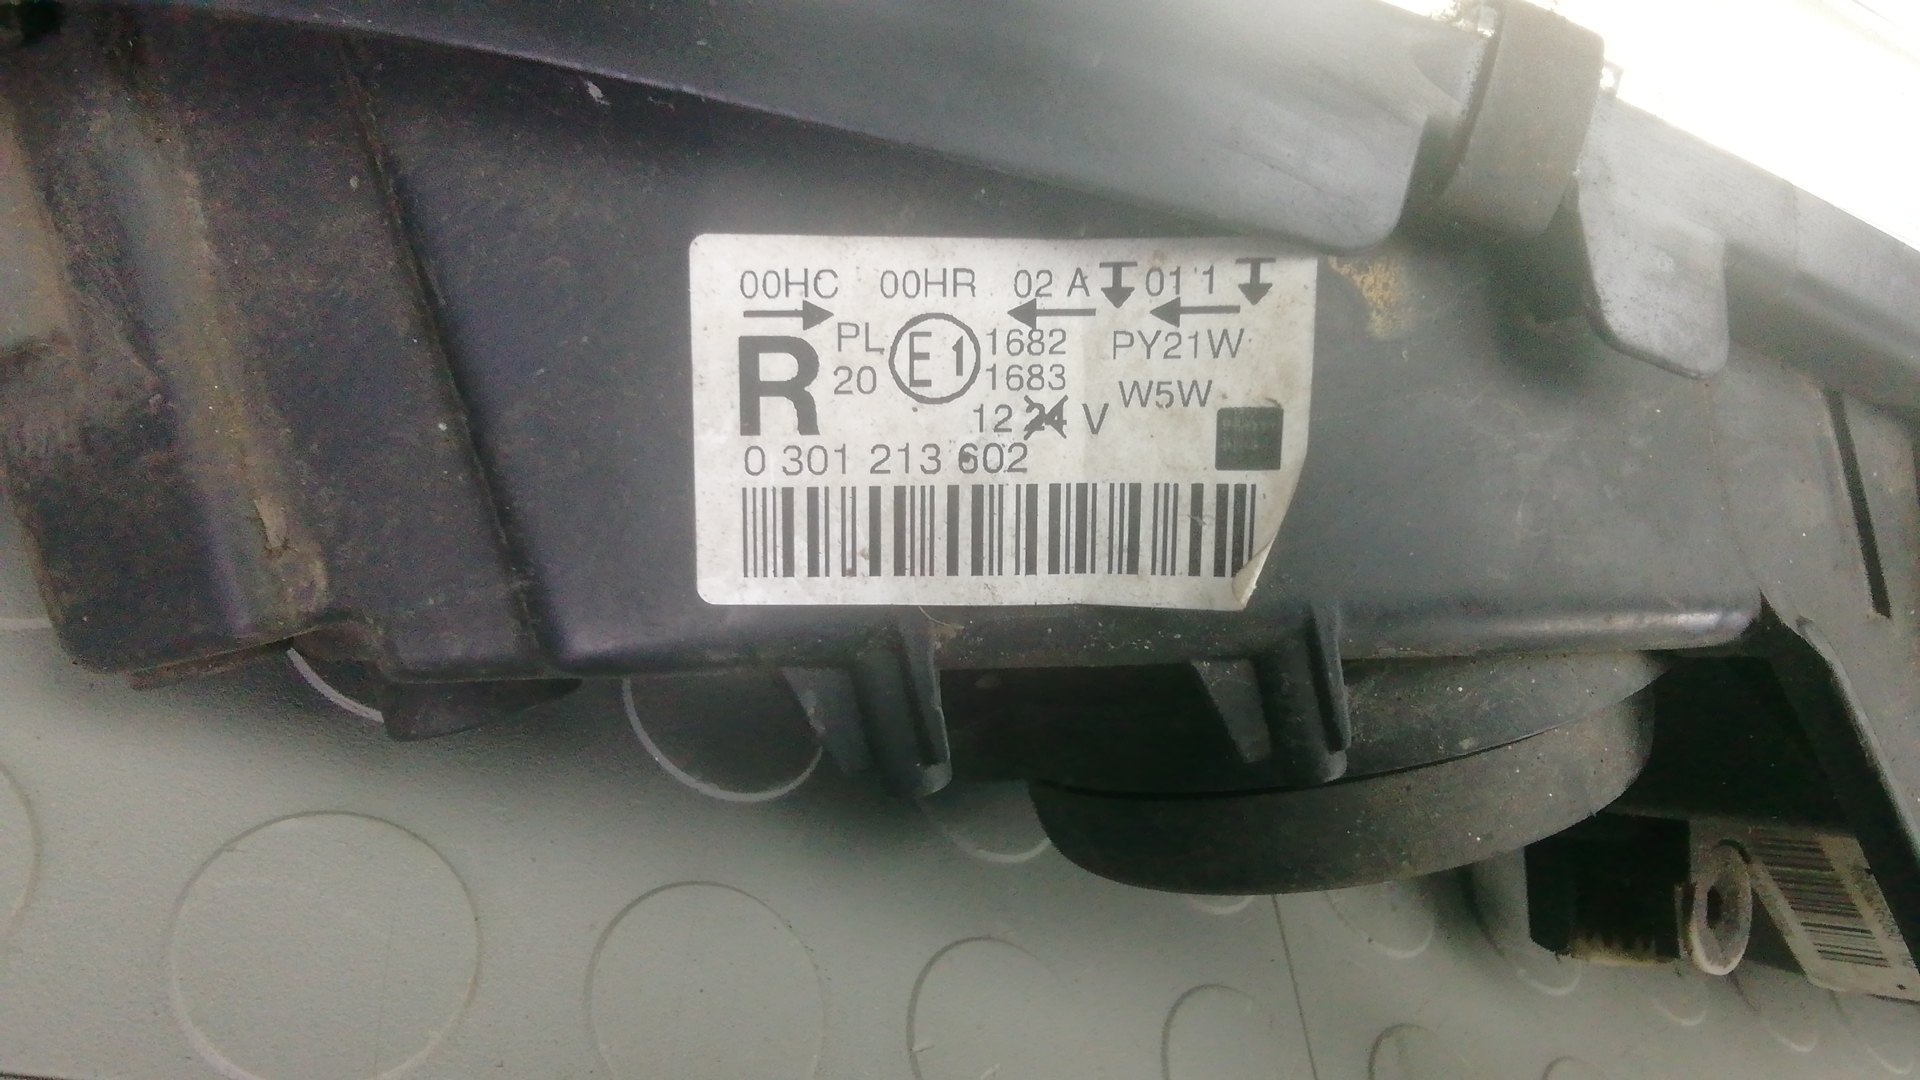 00HC 00HR 02 A 01 1
R PL E1 1682 PY21W
20 1683 W5W
12 24 V
0 301 213 602